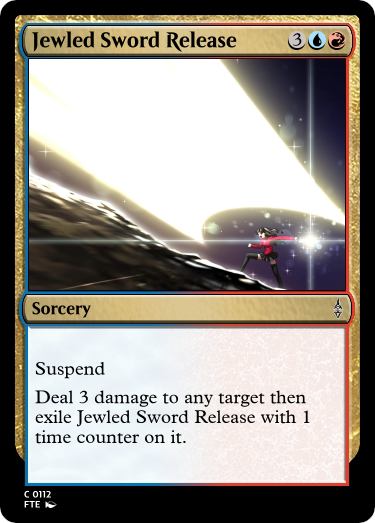 Jewled Sword Release 3
Sorcery
Suspend
Deal 3 damage to any target then
exile Jewled Sword Release with 1
time counter on it.
C 0112
FTE